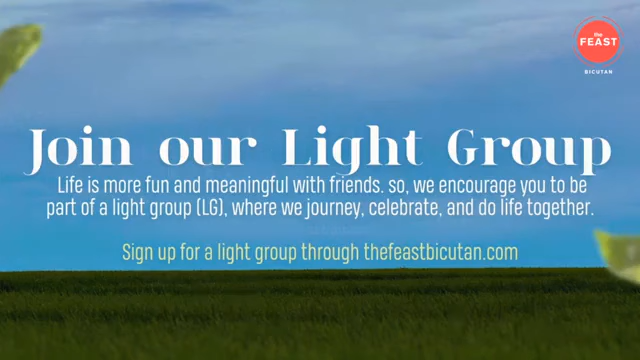 the
FEAST
BICUTAN
Join our Light Group
Life is more fun and meaningful with friends. so, we encourage you to be
part of a light group (LG), where we journey, celebrate, and do life together.
Sign up for a light group through thefeastbicutan.com